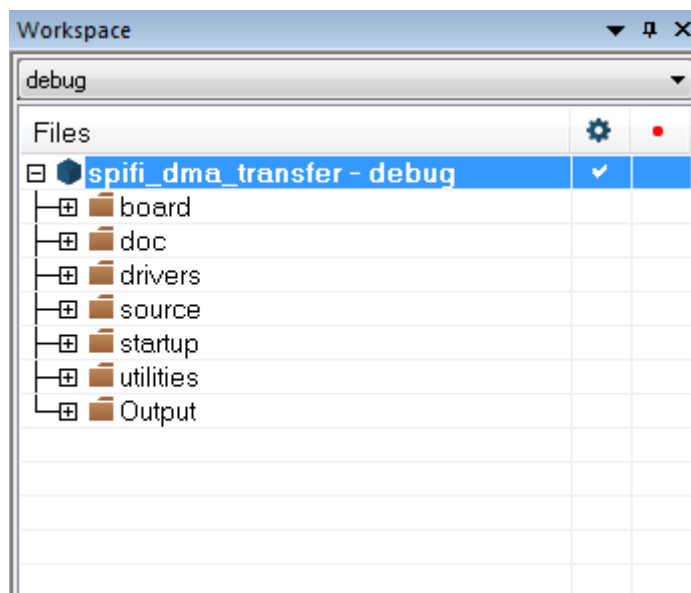 Workspace
debug
Files
spifi_dma_transfer - debug
board
doc
drivers
source
startup
utilities
Output